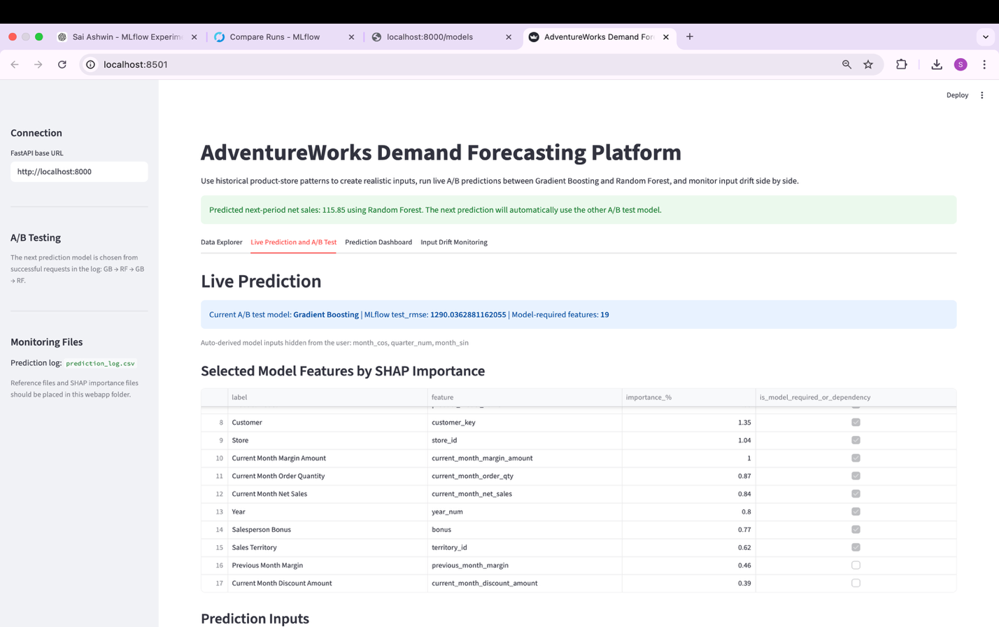 Sai Ashwin - MLflow Experim
Compare Runs - MLflow
localhost:8000/models
AdventureWorks Demand For
localhost:8501
S
Deploy
Connection
FastAPI base URL
http://localhost:8000
A/B Testing
The next prediction model is chosen from
successful requests in the log: GB → RF → GB
→ RF.
Monitoring Files
Prediction log: prediction_log.csv
Reference files and SHAP importance files
should be placed in this webapp folder.
AdventureWorks Demand Forecasting Platform
Use historical product-store patterns to create realistic inputs, run live A/B predictions between Gradient Boosting and Random Forest, and monitor input drift side by side.
Predicted next-period net sales: 115.85 using Random Forest. The next prediction will automatically use the other A/B test model.
Data Explorer Live Prediction and A/B Test Prediction Dashboard Input Drift Monitoring
Live Prediction
Current A/B test model: Gradient Boosting | MLflow test_rmse: 1290.0362881162055 | Model-required features: 19
Auto-derived model inputs hidden from the user: month_cos, quarter_num, month_sin
Selected Model Features by SHAP Importance
label feature importance_% is_model_required_or_dependency
8 Customer customer_key 1.35
9 Store store_id 1.04
10 Current Month Margin Amount current_month_margin_amount 1
11 Current Month Order Quantity current_month_order_qty 0.87
12 Current Month Net Sales current_month_net_sales 0.84
13 Year year_num 0.8
14 Salesperson Bonus bonus 0.77
15 Sales Territory territory_id 0.62
16 Previous Month Margin previous_month_margin 0.46
17 Current Month Discount Amount current_month_discount_amount 0.39
Prediction Inputs